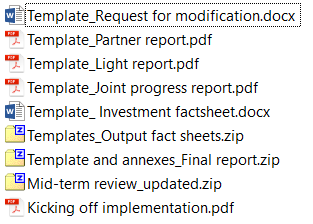 Template_Request for modification.docx
Template_Partner report.pdf
Template_Light report.pdf
Template_Joint progress report.pdf
Template_ Investment factsheet.docx
Templates_Output fact sheets.zip
Template and annexes_Final report.zip
Mid-term review_updated.zip
Kicking off implementation.pdf